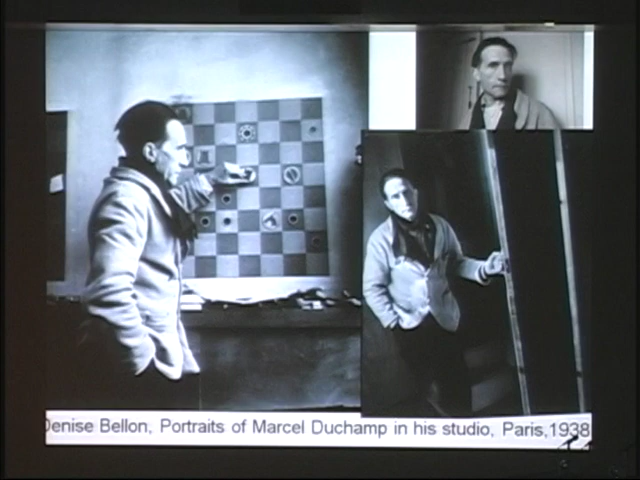 Denise Bellon, Portraits of Marcel Duchamp in his studio, Paris,1938